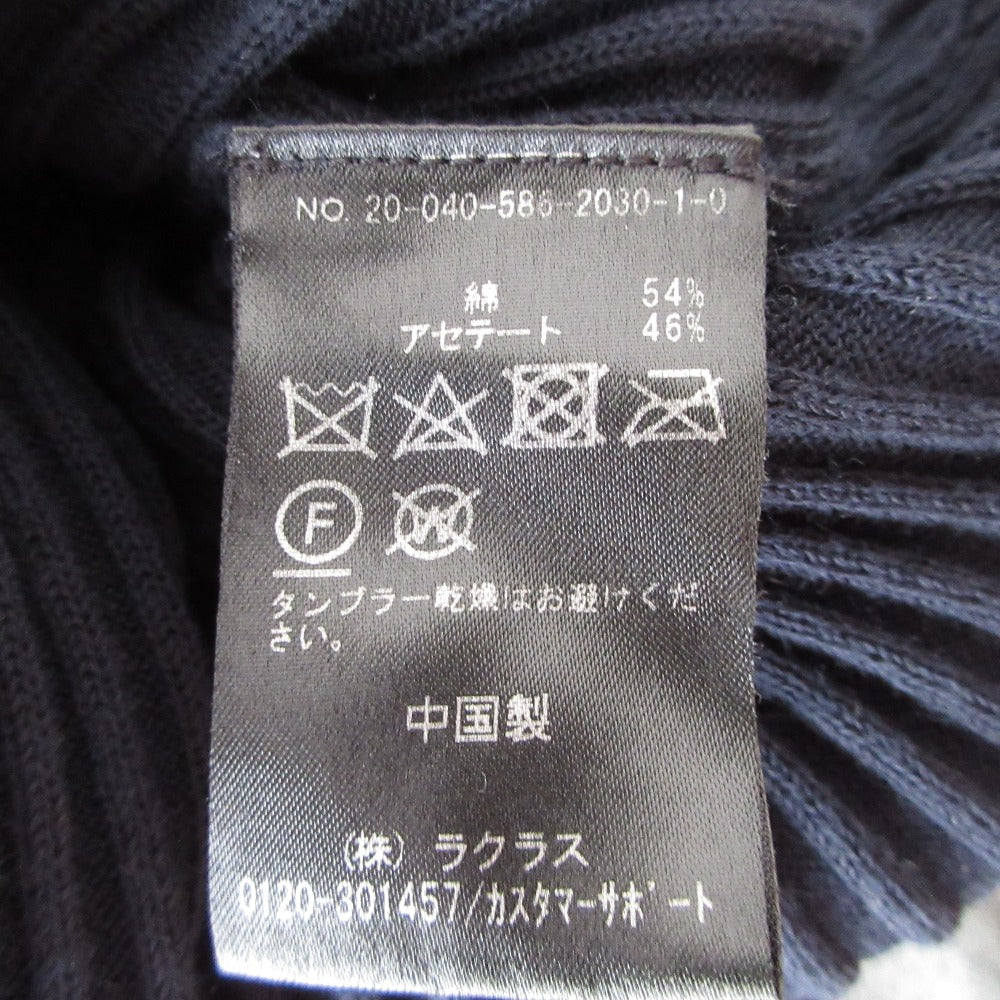 NO. 20-040-586-2030-1-0
綿 54%
アセテート 46%
F
W
タンブラー乾燥はお避けくだ
さい。
中国製
(株) ラクラス
0120-301457/カスタマーサポート